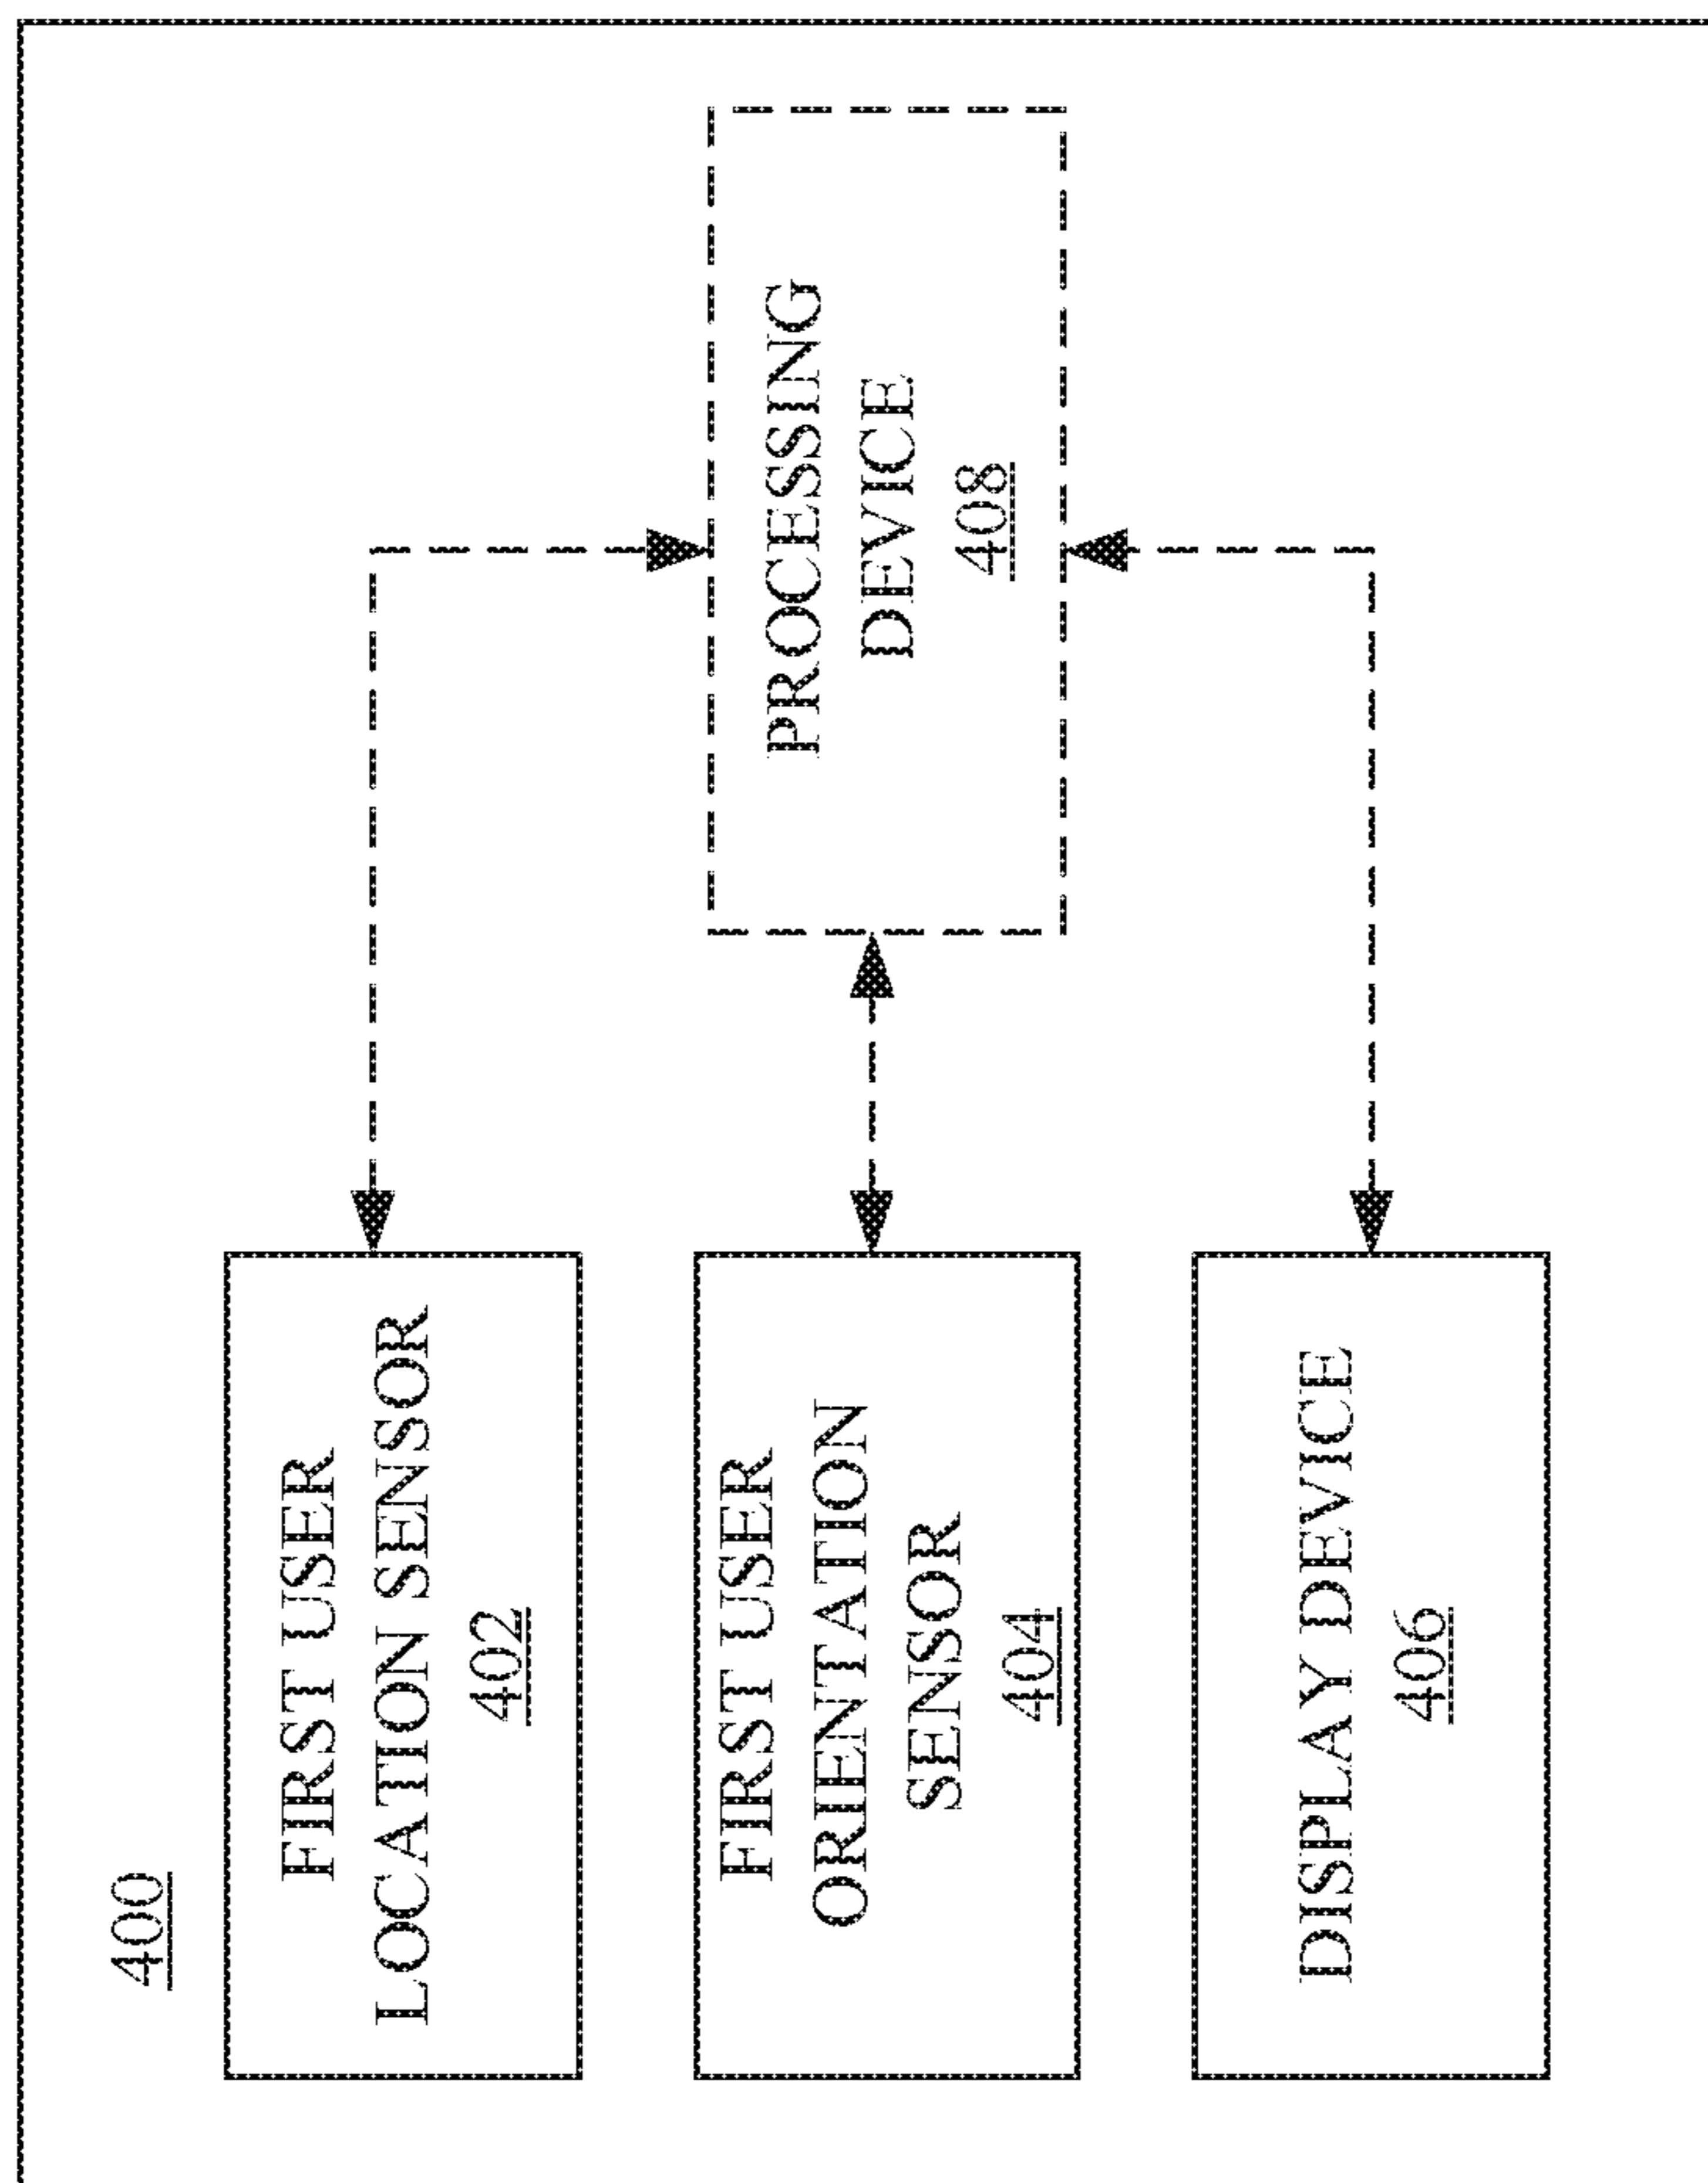 400
FIRST USER
LOCATION SENSOR
402
FIRST USER
ORIENTATION
SENSOR
404
DISPLAY DEVICE
406
PROCESSING
DEVICE
408